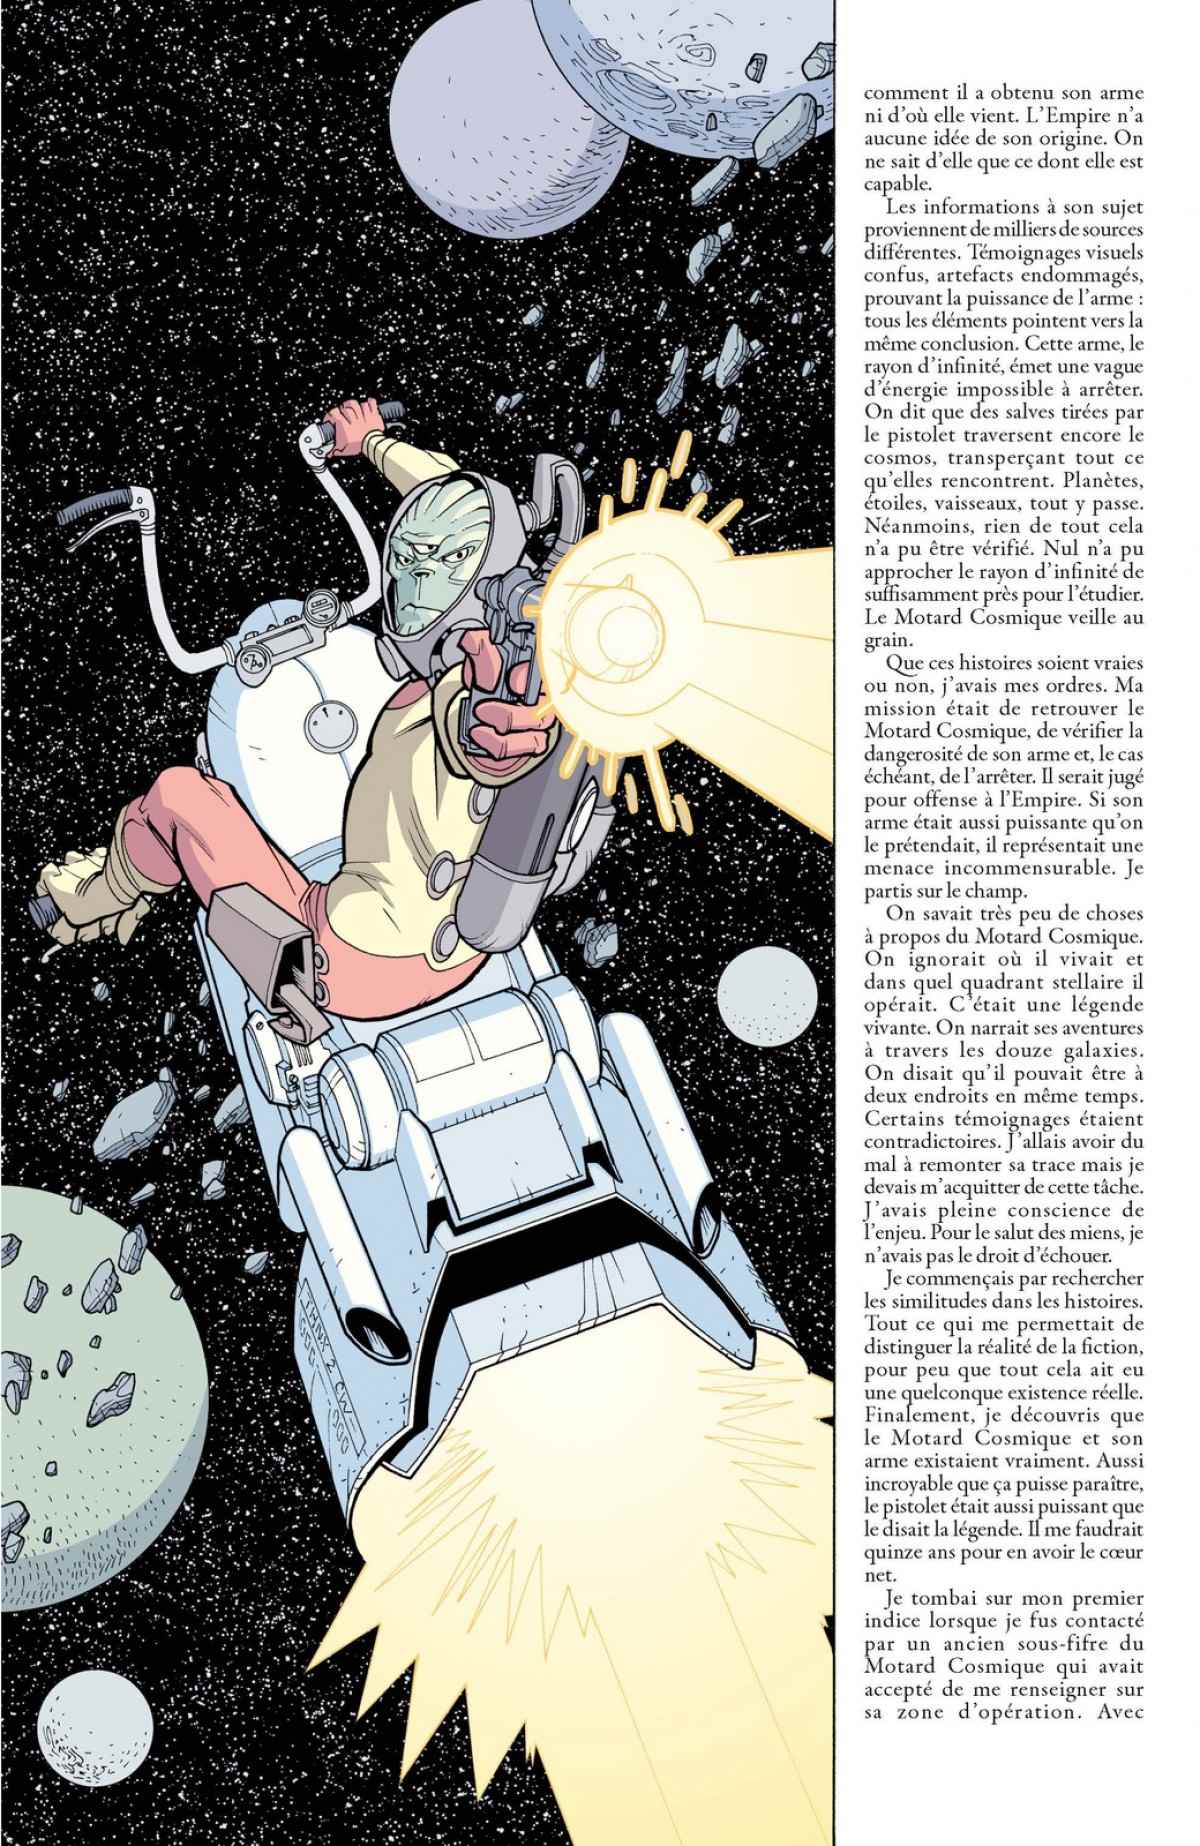 comment il a obtenu son arme
ni d’où elle vient. L’Empire n’a
aucune idée de son origine. On
ne sait d’elle que ce dont elle est
capable.
Les informations à son sujet
proviennent de milliers de sources
différentes. Témoignages visuels
confus, artefacts endommagés,
prouvant la puissance de l’arme :
tous les éléments pointent vers la
même conclusion. Cette arme, le
rayon d’infinité, émet une vague
d’énergie impossible à arrêter.
On dit que des salves tirées par
le pistolet traversent encore le
cosmos, transperçant tout ce
qu’elles rencontrent. Planètes,
étoiles, vaisseaux, tout y passe.
Néanmoins, rien de tout cela
n’a pu être vérifié. Nul n’a pu
approcher le rayon d’infinité de
suffisamment près pour l’étudier.
Le Motard Cosmique veille au
grain.
Que ces histoires soient vraies
ou non, j’avais mes ordres. Ma
mission était de retrouver le
Motard Cosmique, de vérifier la
dangerosité de son arme et, le cas
échéant, de l’arrêter. Il serait jugé
pour offense à l’Empire. Si son
arme était aussi puissante qu’on
le prétendait, il représentait une
menace incommensurable. Je
partis sur le champ.
On savait très peu de choses
à propos du Motard Cosmique.
On ignorait où il vivait et
dans quel quadrant stellaire il
opérait. C’était une légende
vivante. On narrait ses aventures
à travers les douze galaxies.
On disait qu’il pouvait être à
deux endroits en même temps.
Certains témoignages étaient
contradictoires. J’allais avoir du
mal à remonter sa trace mais je
devais m’acquitter de cette tâche.
J’avais pleine conscience de
l’enjeu. Pour le salut des miens, je
n’avais pas le droit d’échouer.
Je commençais par rechercher
les similitudes dans les histoires.
Tout ce qui me permettait de
distinguer la réalité de la fiction,
pour peu que tout cela ait eu
une quelconque existence réelle.
Finalement, je découvris que
le Motard Cosmique et son
arme existaient vraiment. Aussi
incroyable que ça puisse paraître,
le pistolet était aussi puissant que
le disait la légende. Il me faudrait
quinze ans pour en avoir le cœur
net.
Je tombai sur mon premier
indice lorsque je fus contacté
par un ancien sous-fifre du
Motard Cosmique qui avait
accepté de me renseigner sur
sa zone d’opération. Avec